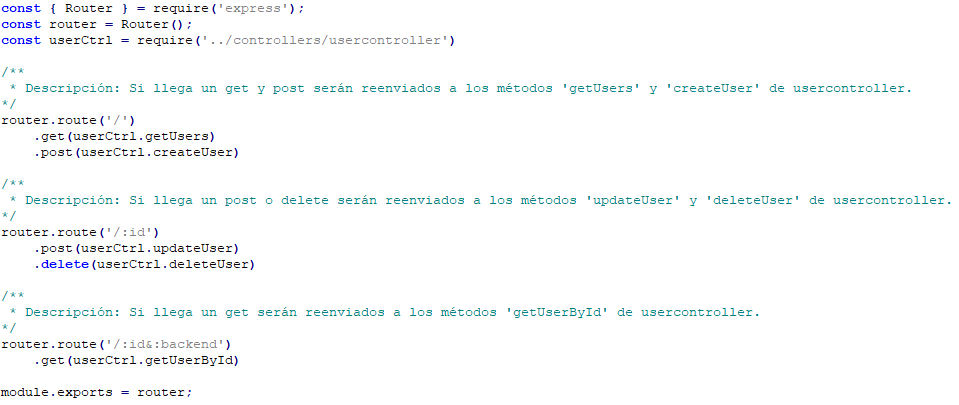 const { Router } = require('express');
const router = Router();
const userCtrl = require('../controllers/usercontroller')
/**
 * Descripción: Si llega un get y post serán reenviados a los métodos 'getUsers' y 'createUser' de usercontroller.
*/
router.route('/')
    .get(userCtrl.getUsers)
    .post(userCtrl.createUser)
/**
 * Descripción: Si llega un post o delete serán reenviados a los métodos 'updateUser' y 'deleteUser' de usercontroller.
*/
router.route('/:id')
    .post(userCtrl.updateUser)
    .delete(userCtrl.deleteUser)
/**
 * Descripción: Si llega un get serán reenviados a los métodos 'getUserById' de usercontroller.
*/
router.route('/:id&:backend')
    .get(userCtrl.getUserById)
module.exports = router;